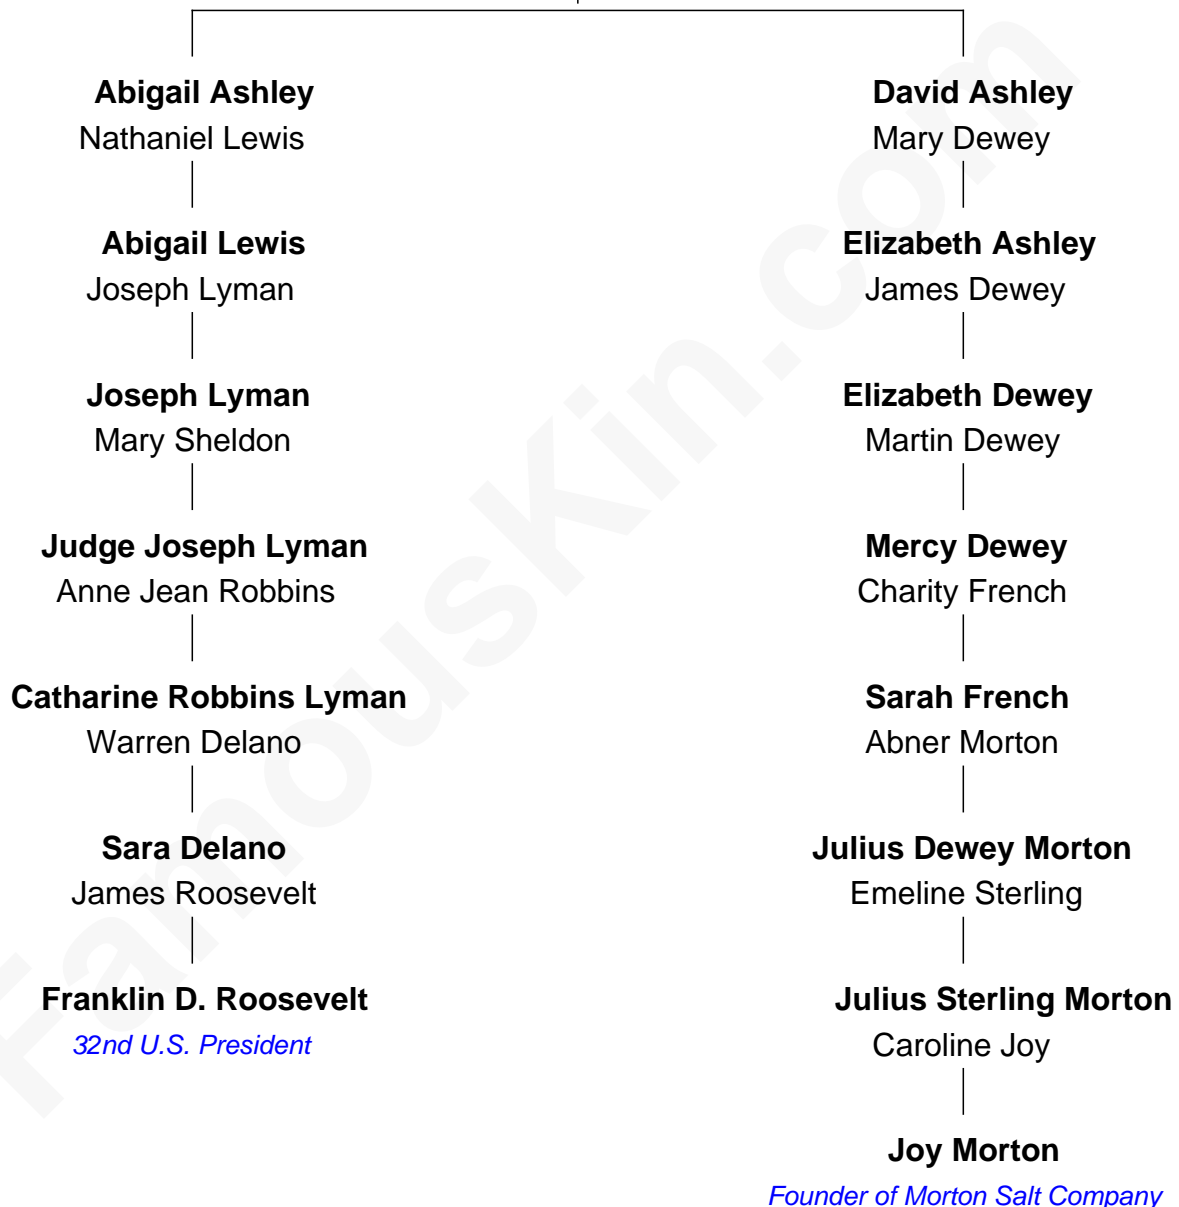 Abigail Ashley
Nathaniel Lewis
David Ashley
Mary Dewey
Abigail Lewis
Joseph Lyman
Elizabeth Ashley
James Dewey
Joseph Lyman
Mary Sheldon
Elizabeth Dewey
Martin Dewey
Judge Joseph Lyman
Anne Jean Robbins
Mercy Dewey
Charity French
Catharine Robbins Lyman
Warren Delano
Sarah French
Abner Morton
Sara Delano
James Roosevelt
Julius Dewey Morton
Emeline Sterling
Franklin D. Roosevelt
32nd U.S. President
Julius Sterling Morton
Caroline Joy
Joy Morton
Founder of Morton Salt Company
FamousKin.com